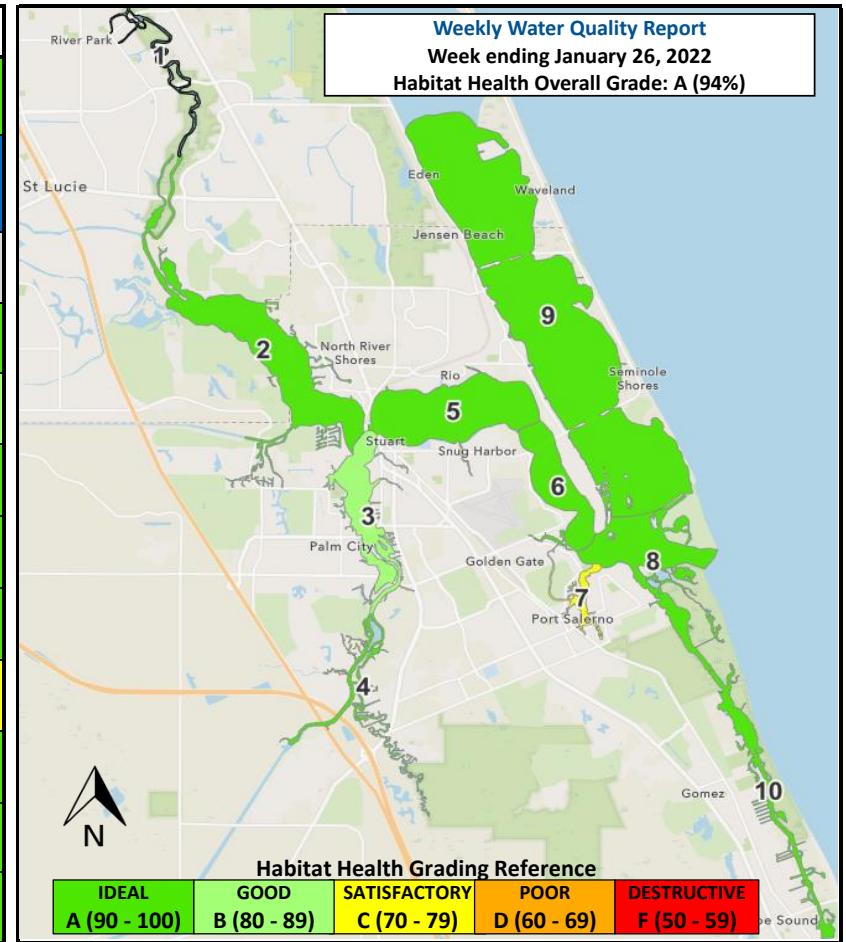 Weekly Water Quality Report
Week ending January 26, 2022
Habitat Health Overall Grade: A (94%)
River Park
1
St Lucie
Eden
Waveland
Jensen Beach
9
2
North River
Shores
Rio
Seminole
Shores
5
Stuart
Snug Harbor
6
3
Palm City
Golden Gate
8
7
Port Salerno
4
Gomez
10
N
Habitat Health Grading Reference
IDEAL GOOD SATISFACTORY POOR DESTRUCTIVE
A (90 - 100) B (80 - 89) C (70 - 79) D (60 - 69) F (50 - 59)
be Sound